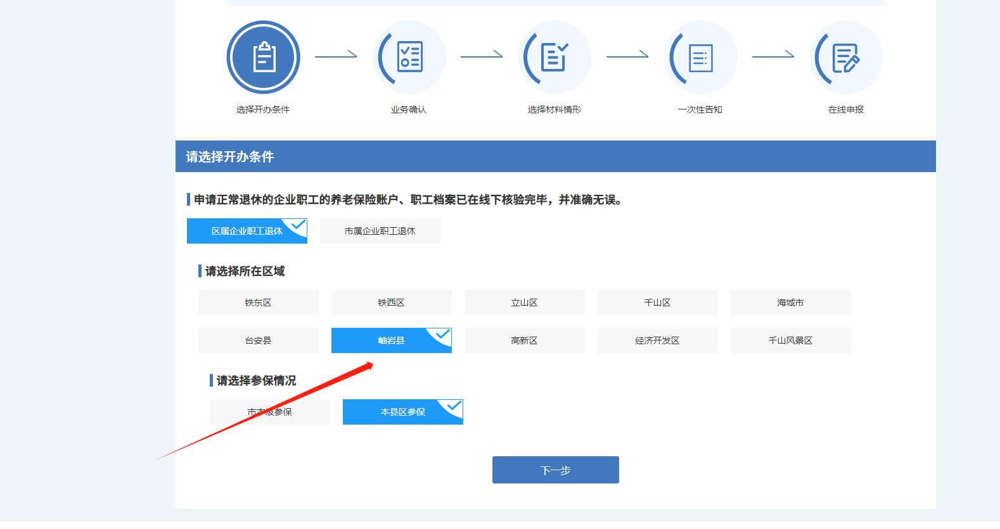 选择开办条件
业务确认
选择材料情形
一次性告知
在线申报
请选择开办条件
申请正常退休的企业职工的养老保险账户、职工档案已在线下核验完毕，并准确无误。
区属企业职工退休
市属企业职工退休
请选择所在区域
铁东区
铁西区
立山区
千山区
海城市
台安县
岫岩县
高新区
经济开发区
千山风景区
请选择参保情况
市本级参保
本县区参保
下一步